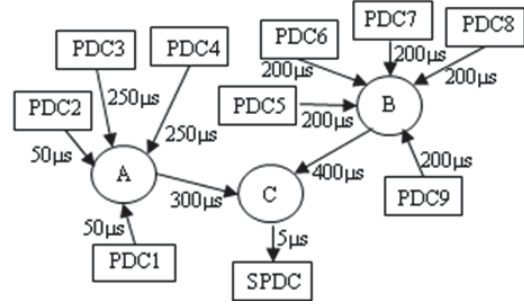 PDC3
PDC4
PDC6
PDC7
PDC8
200µs
200µs
200µs
PDC2
250µs
PDC5
200µs
B
50µs
250µs
A
300µs
C
400µs
200µs
PDC9
50µs
PDC1
5µs
SPDC